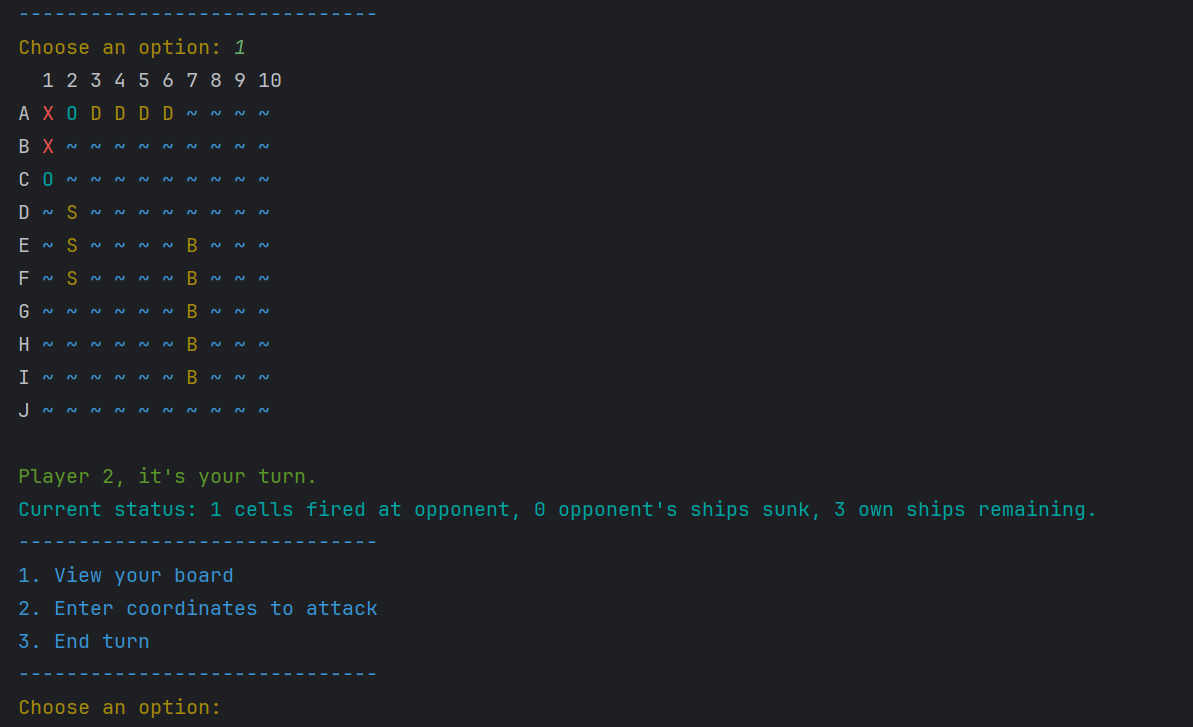 ------------------------------
Choose an option: 1
  1 2 3 4 5 6 7 8 9 10
A X O D D D D ~ ~ ~ ~
B X ~ ~ ~ ~ ~ ~ ~ ~ ~
C O ~ ~ ~ ~ ~ ~ ~ ~ ~
D ~ S ~ ~ ~ ~ ~ ~ ~ ~
E ~ S ~ ~ ~ ~ B ~ ~ ~
F ~ S ~ ~ ~ ~ B ~ ~ ~
G ~ ~ ~ ~ ~ ~ B ~ ~ ~
H ~ ~ ~ ~ ~ ~ B ~ ~ ~
I ~ ~ ~ ~ ~ ~ B ~ ~ ~
J ~ ~ ~ ~ ~ ~ ~ ~ ~ ~

Player 2, it's your turn.
Current status: 1 cells fired at opponent, 0 opponent's ships sunk, 3 own ships remaining.
------------------------------
1. View your board
2. Enter coordinates to attack
3. End turn
------------------------------
Choose an option: